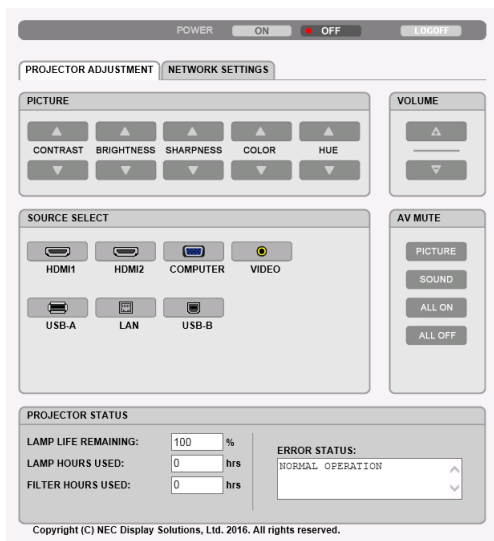 POWER ON OFF LOGOFF
PROJECTOR ADJUSTMENT NETWORK SETTINGS
PICTURE
CONTRAST BRIGHTNESS SHARPNESS COLOR HUE
VOLUME
SOURCE SELECT
HDMI1 HDMI2 COMPUTER VIDEO
USB-A LAN USB-B
AV MUTE
PICTURE
SOUND
ALL ON
ALL OFF
PROJECTOR STATUS
LAMP LIFE REMAINING: 100 %
LAMP HOURS USED: 0 hrs
FILTER HOURS USED: 0 hrs
ERROR STATUS:
NORMAL OPERATION
Copyright (C) NEC Display Solutions, Ltd. 2016. All rights reserved.